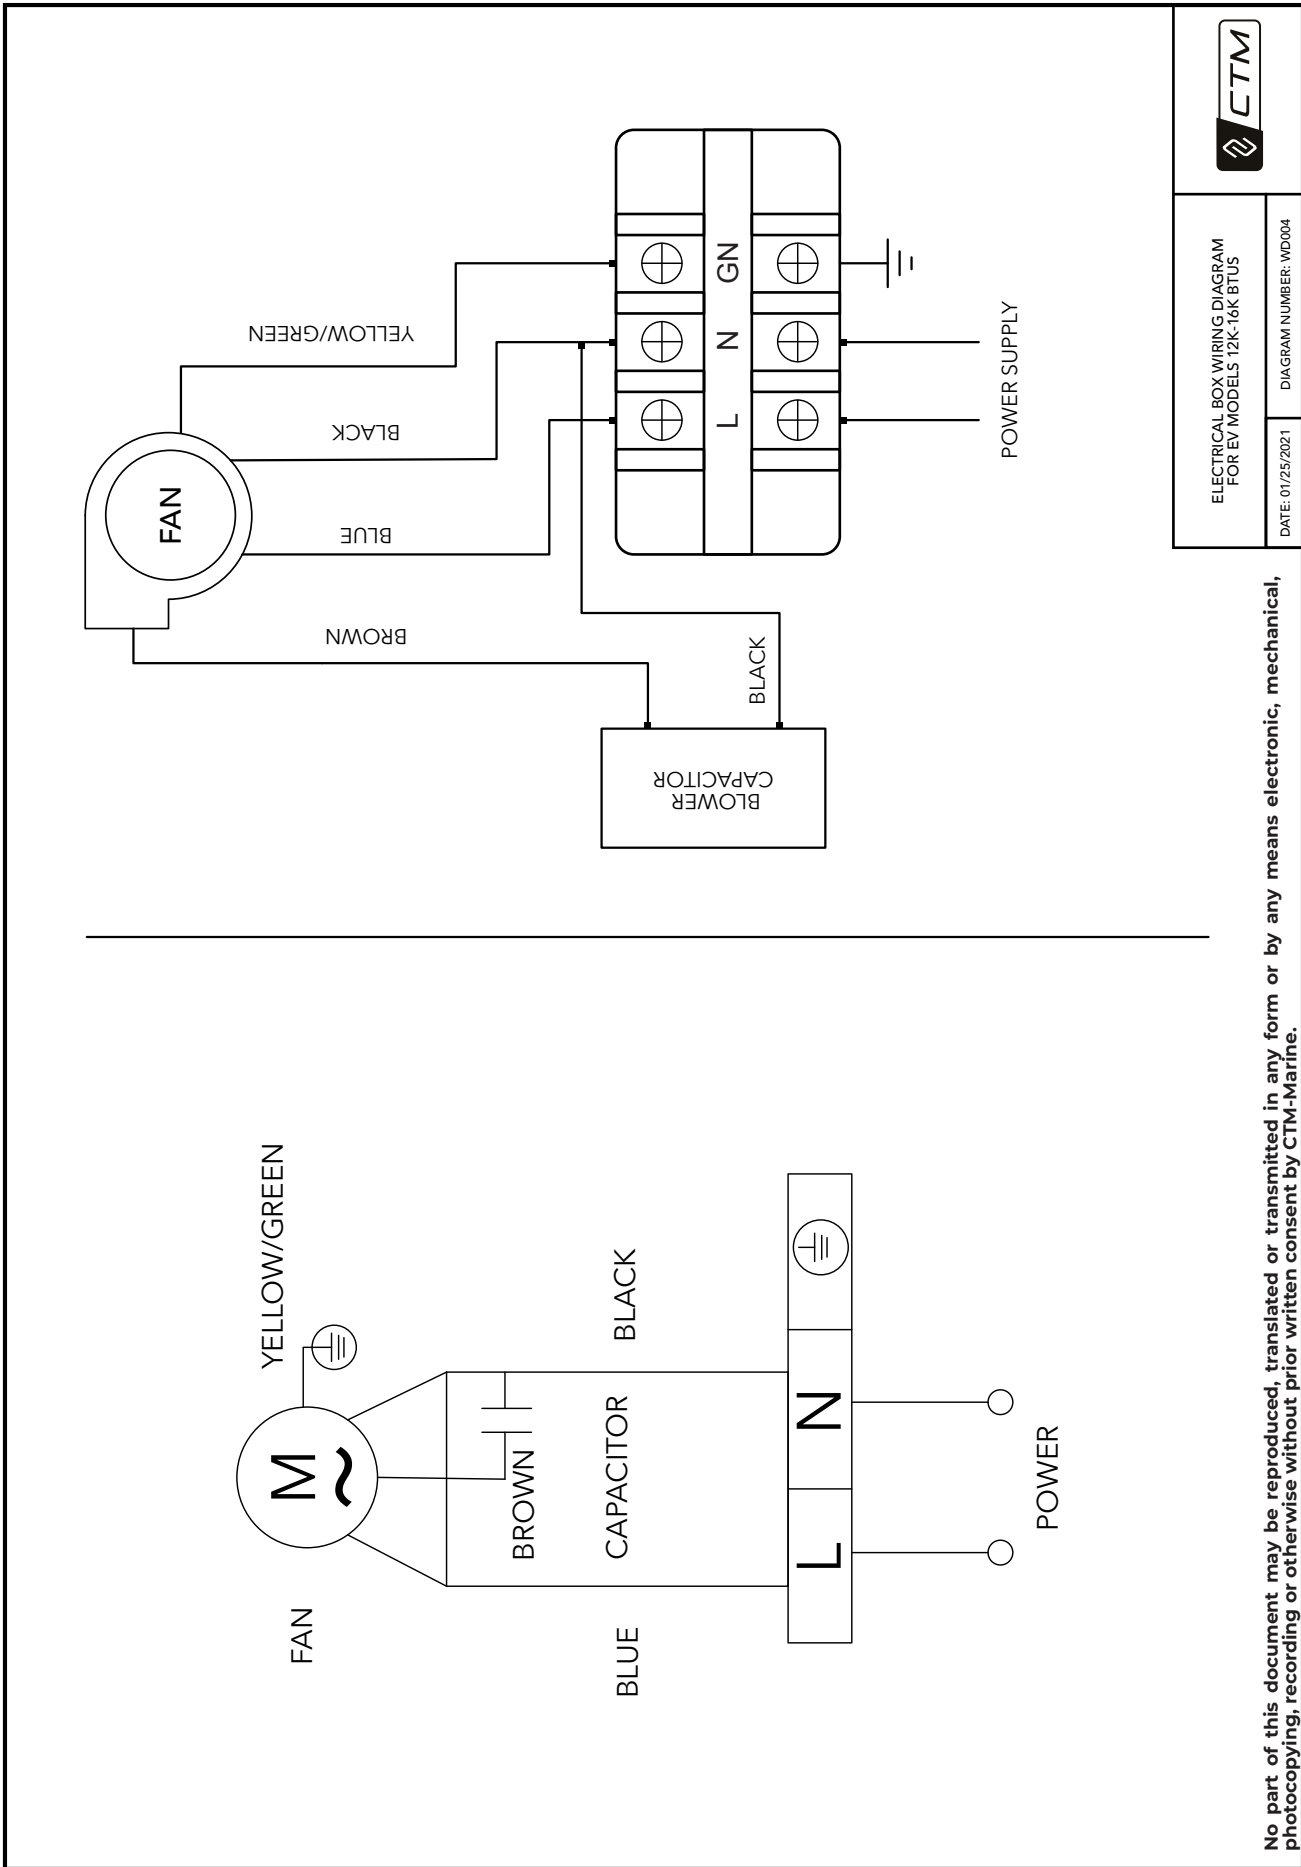 FAN
YELLOW/GREEN
M
BROWN
CAPACITOR
BLUE
BLACK
L N
POWER
FAN
BROWN
BLUE
BLACK
YELLOW/GREEN
BLOWER
CAPACITOR
BLACK
L N GN
POWER SUPPLY
ELECTRICAL BOX WIRING DIAGRAM
FOR EV MODELS 12K-16K BTUS
DATE: 01/25/2021
DIAGRAM NUMBER: WD004
CTM
No part of this document may be reproduced, translated or transmitted in any form or by any means electronic, mechanical,
photocopying, recording or otherwise without prior written consent by CTM-Marine.